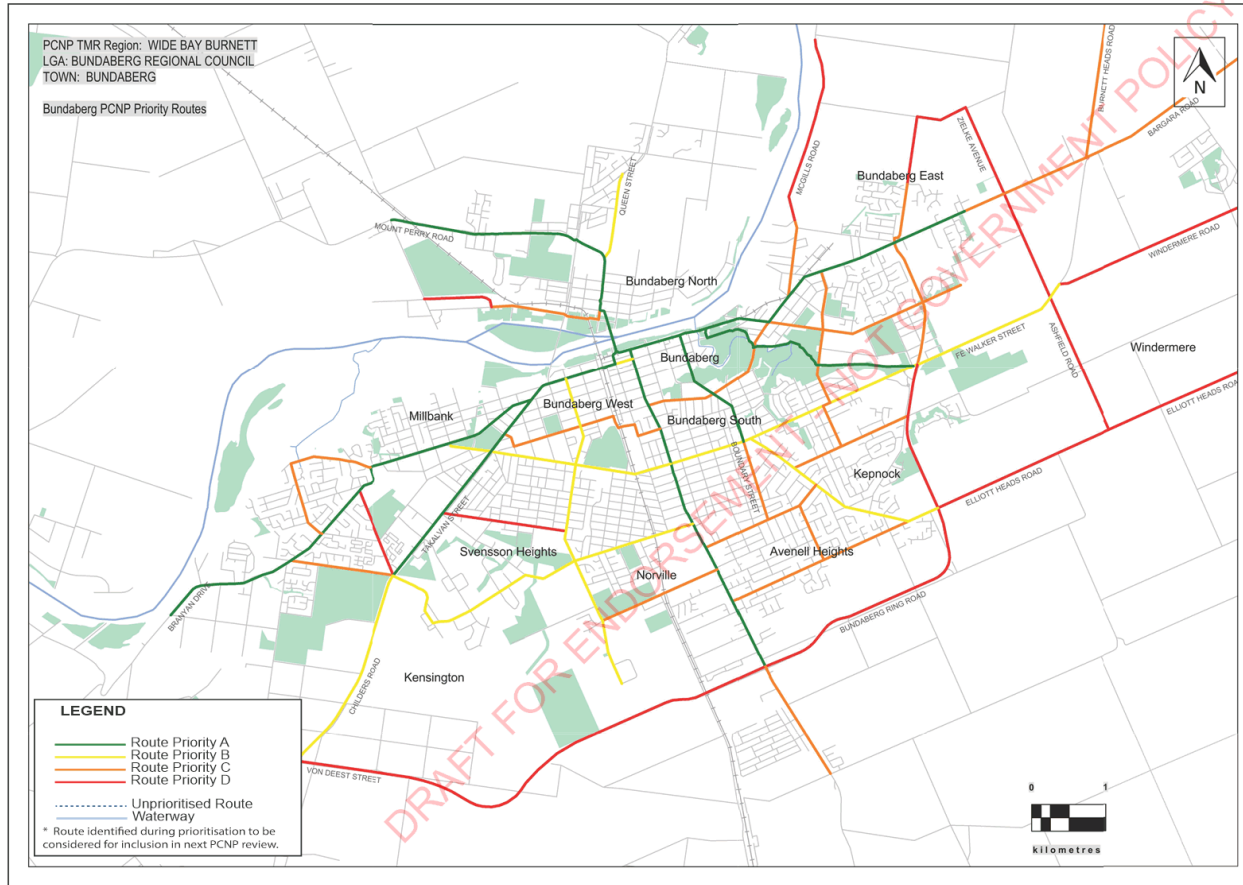 PCNP TMR Region: WIDE BAY BURNETT
LGA: BUNDABERG REGIONAL COUNCIL
TOWN: BUNDABERG
Bundaberg PCNP Priority Routes
N
BURNETT HEADS ROAD
BARGARA ROAD
ZIELKE AVENUE
MCGILLS ROAD
Bundaberg East
QUEEN STREET
MOUNT PERRY ROAD
WINDERMERE ROAD
Bundaberg North
FE WALKER STREET
ASHFIELD ROAD
Windermere
Bundaberg
ELLIOTT HEADS ROAD
Bundaberg West
Millbank
Bundaberg South
BOUNDARY STREET
Kepnock
ELLIOTT HEADS ROAD
TAKALVAN STREET
Svensson Heights
Avenell Heights
Norville
BRANYAN DRIVE
BUNDABERG RING ROAD
Kensington
CHILDERS ROAD
VON DEEST STREET
DRAFT FOR ENDORSEMENT - NOT GOVERNMENT POLICY
LEGEND
Route Priority A
Route Priority B
Route Priority C
Route Priority D
Unprioritised Route
Waterway
* Route identified during prioritisation to be
considered for inclusion in next PCNP review.
0 1
kilometres